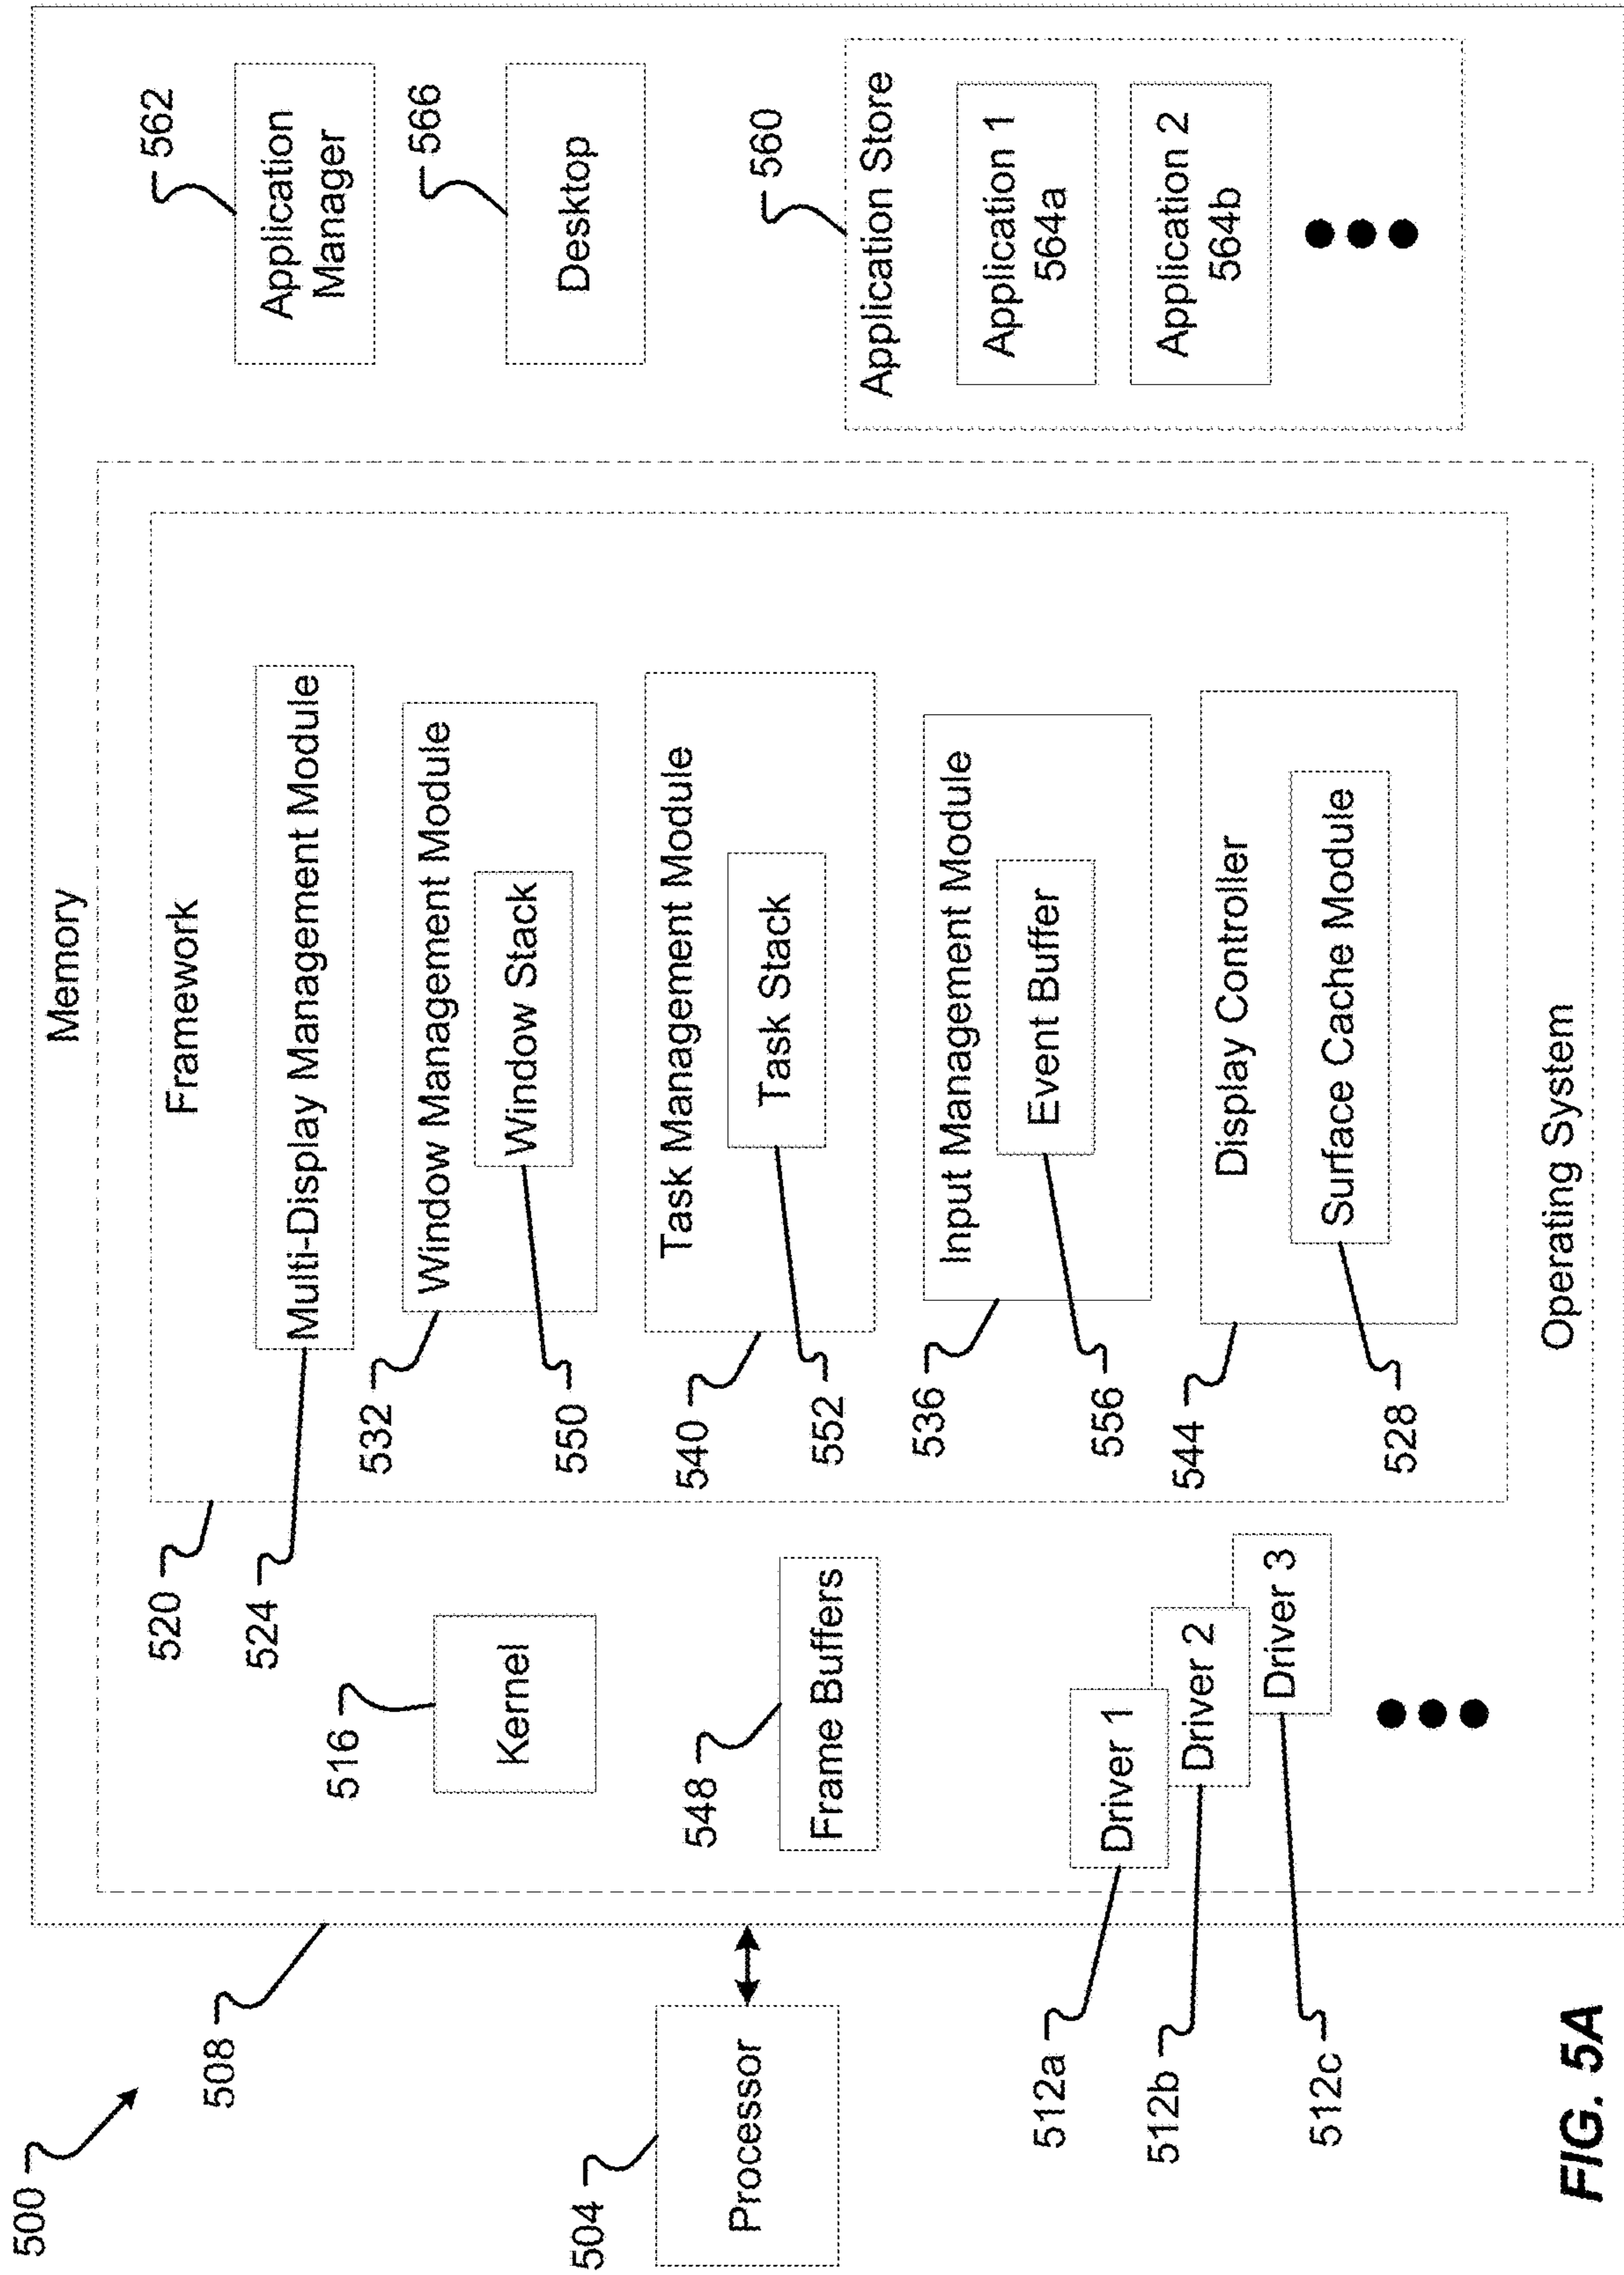 500
508
Memory
520
Framework
562
Application
Manager
524
Multi-Display Management Module
516
Kernel
532
Window Management Module
550
Window Stack
566
Desktop
504
Processor
548
Frame Buffers
540
Task Management Module
552
Task Stack
560
Application Store
Application 1
564a
Application 2
564b
536
Input Management Module
556
Event Buffer
512a
Driver 1
512b
Driver 2
512c
Driver 3
544
Display Controller
528
Surface Cache Module
Operating System
FIG. 5A